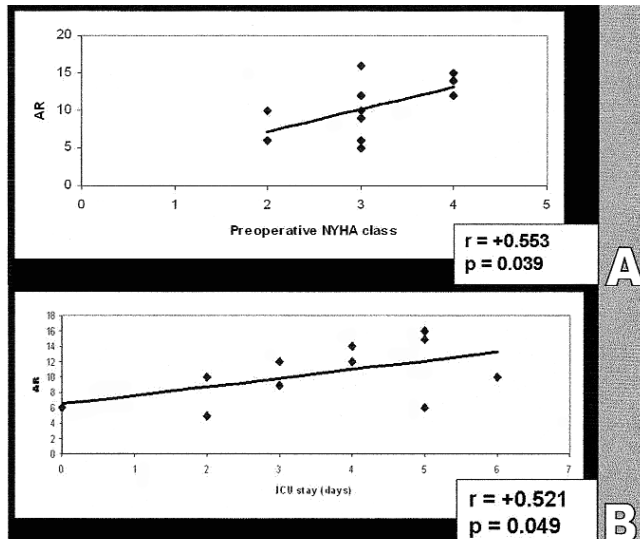 20
15
10
5
0
AR
0 1 2 3 4 5
Preoperative NYHA class
r = +0.553
p = 0.039
A
18
16
14
12
10
8
6
4
2
0
AR
0 1 2 3 4 5 6 7
ICU stay (days)
r = +0.521
p = 0.049
B